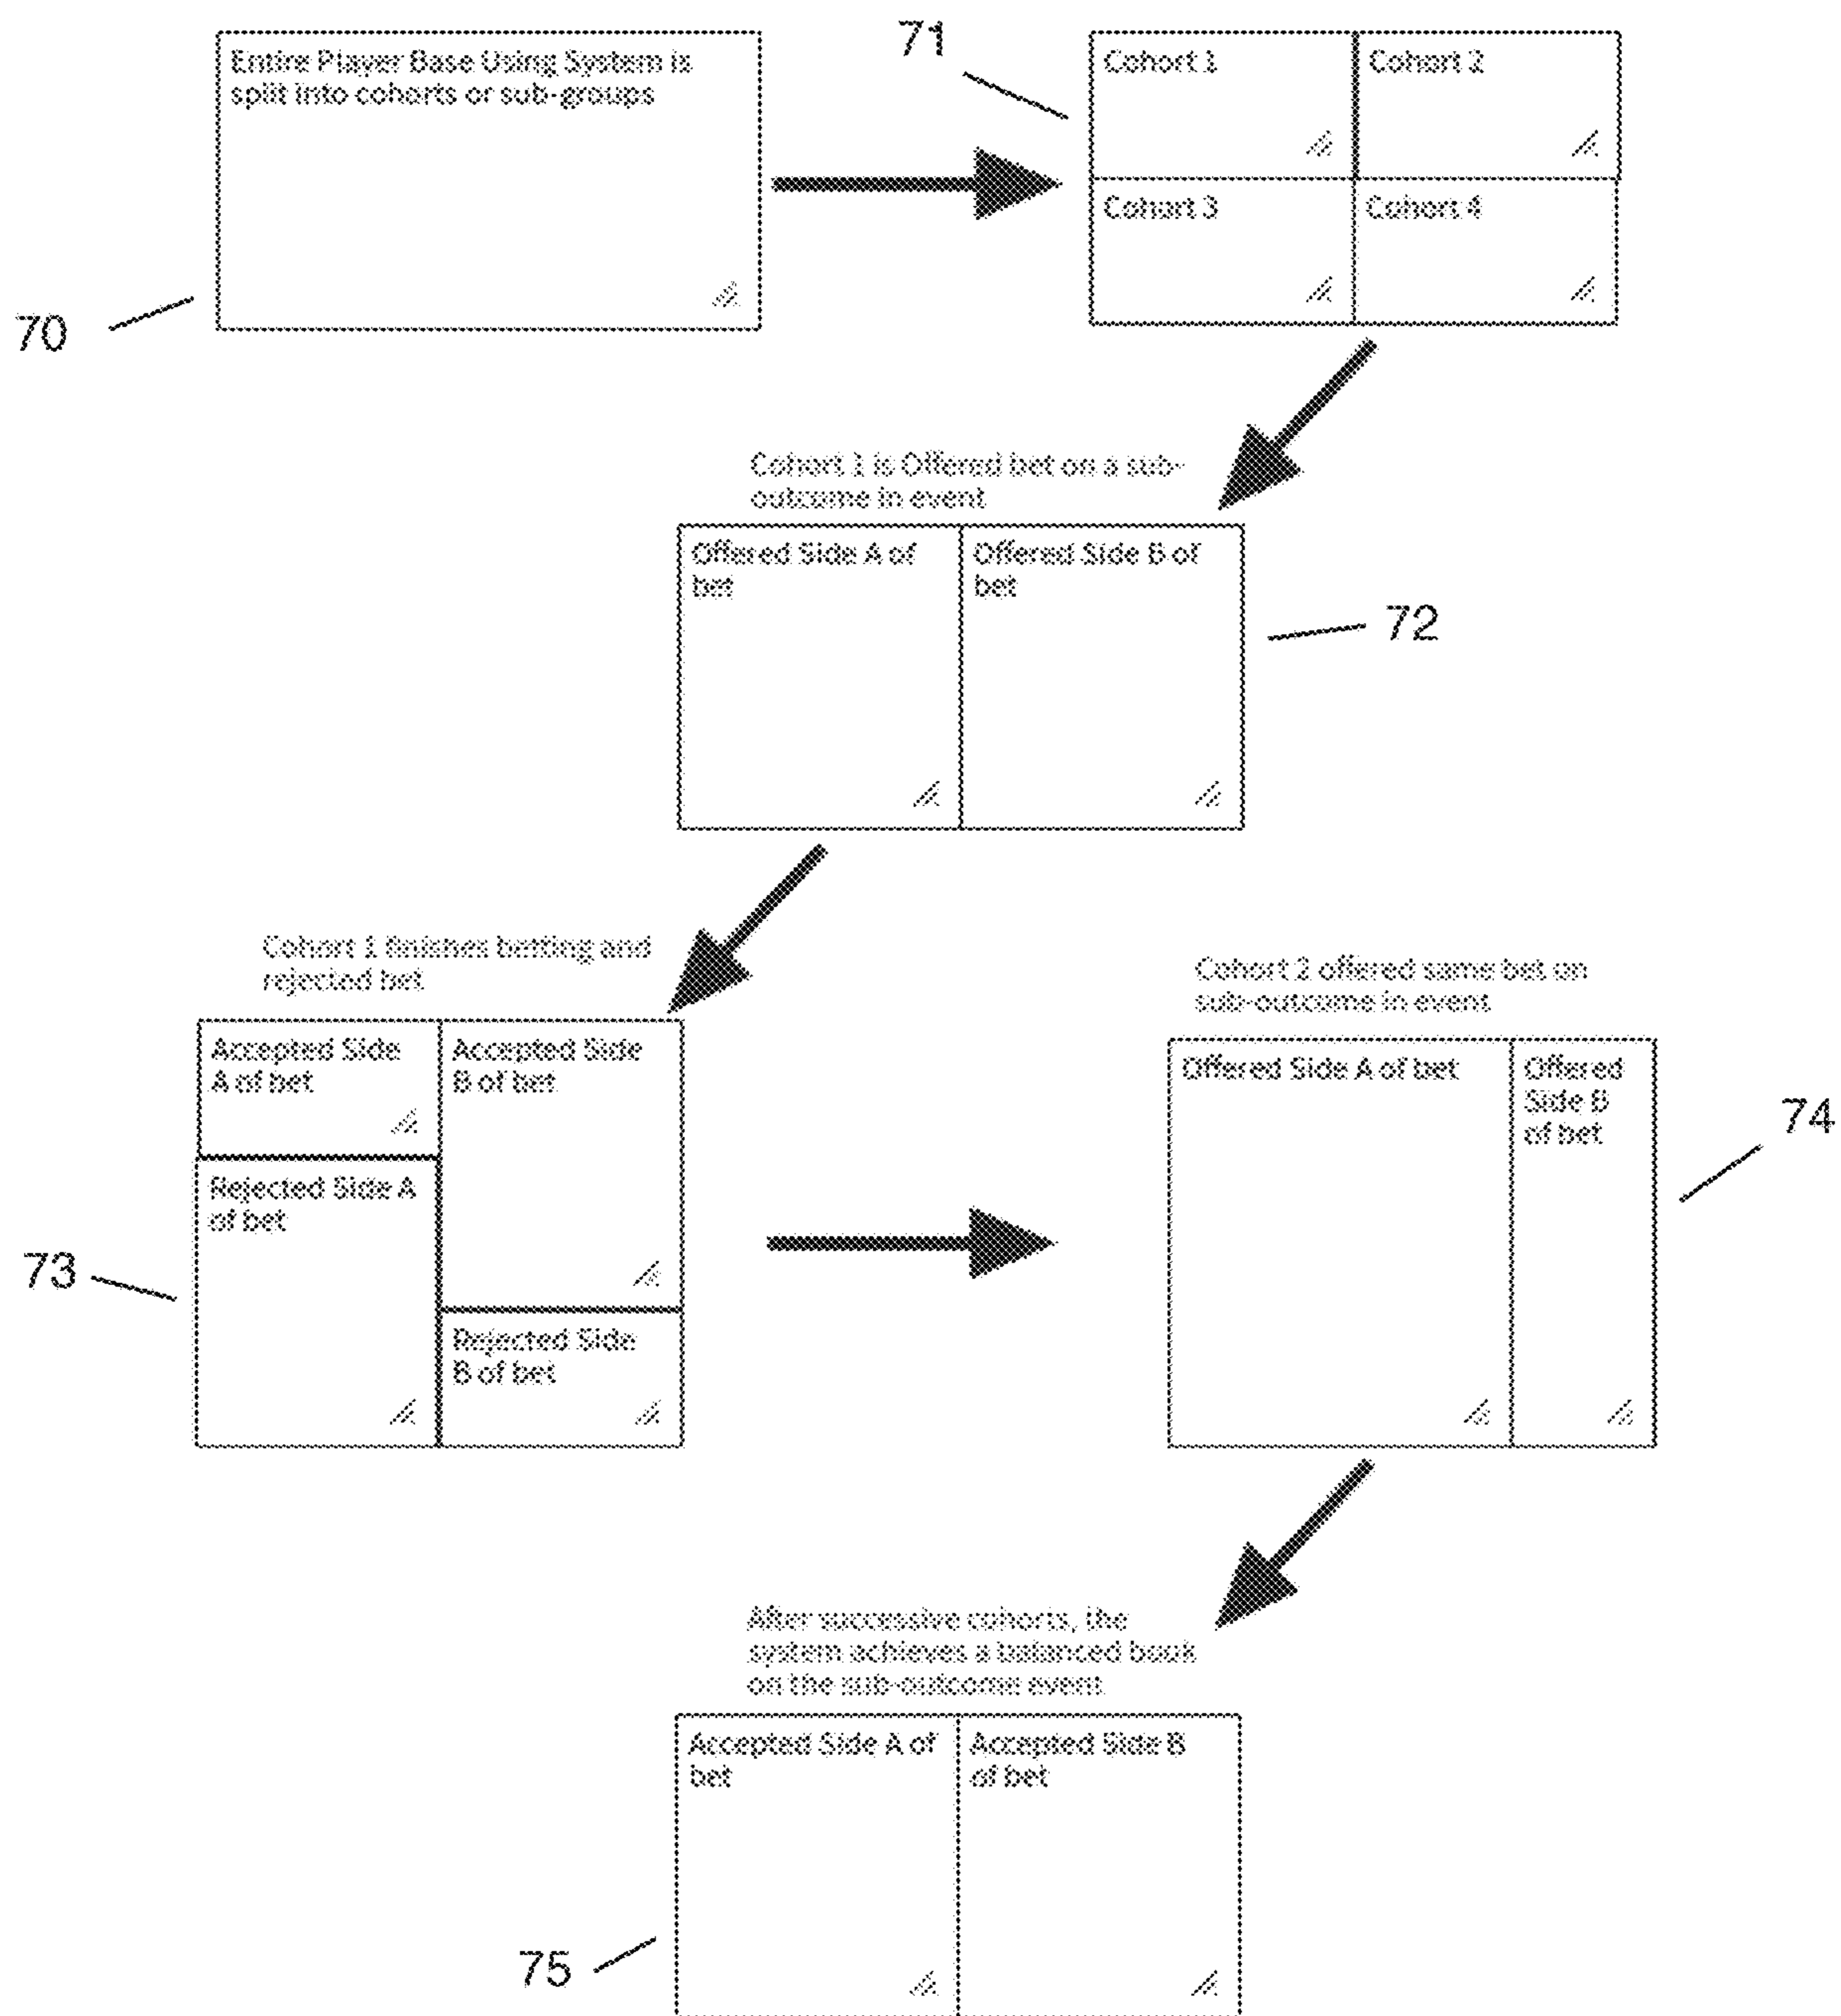 71
Entire Player Base Using System is
split into cohorts or sub-groups
Cohort 1
Cohort 2
Cohort 3
Cohort 4
70
Cohort 1 is Offered bet on a sub-
outcome in event
Offered Side A of
bet
Offered Side B of
bet
72
Cohort 1 finishes betting and
rejected bet
Accepted Side
A of bet
Accepted Side
B of bet
Rejected Side A
of bet
Rejected Side
B of bet
73
Cohort 2 offered same bet on
sub-outcome in event
Offered Side A of bet
Offered
Side B
of bet
74
After successive cohorts, the
system achieves a balanced book
on the sub-outcome event
Accepted Side A of
bet
Accepted Side B
of bet
75